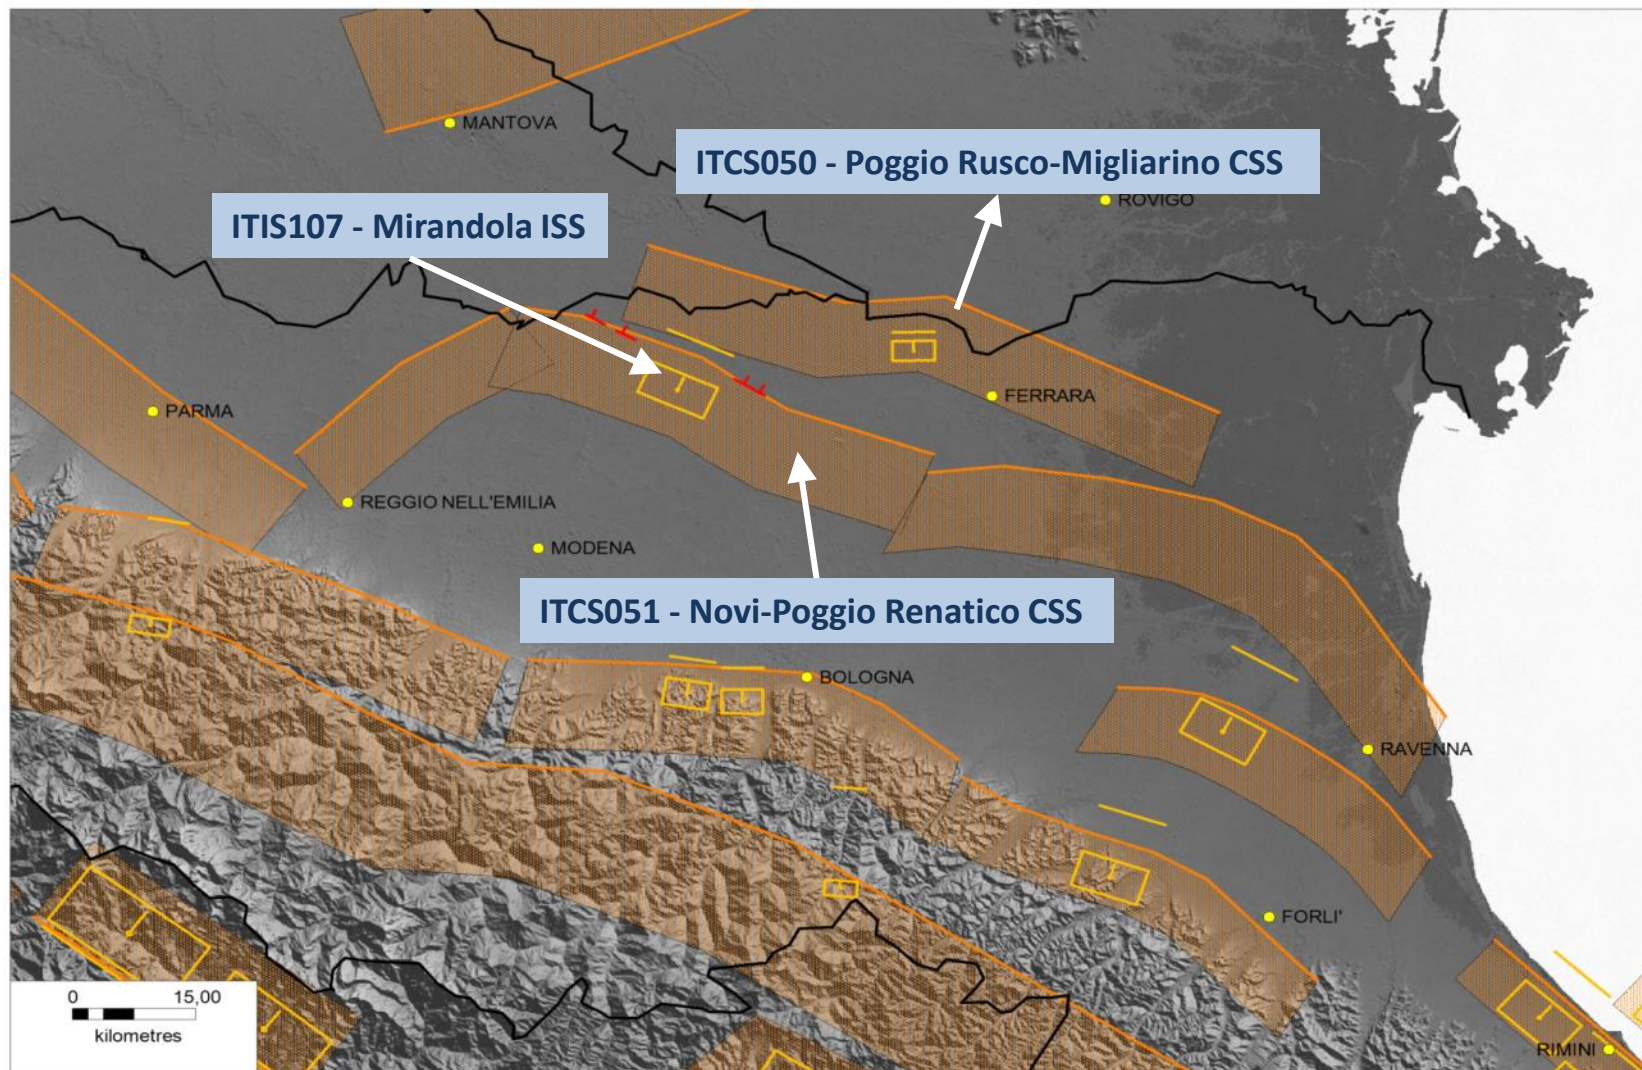 MANTOVA
ITCS050 - Poggio Rusco-Migliarino CSS
ROVIGO
ITIS107 - Mirandola ISS
PARMA
FERRARA
REGGIO NELL'EMILIA
MODENA
ITCS051 - Novi-Poggio Renatico CSS
BOLOGNA
RAVENNA
FORLI'
0 15,00
kilometres
RIMINI